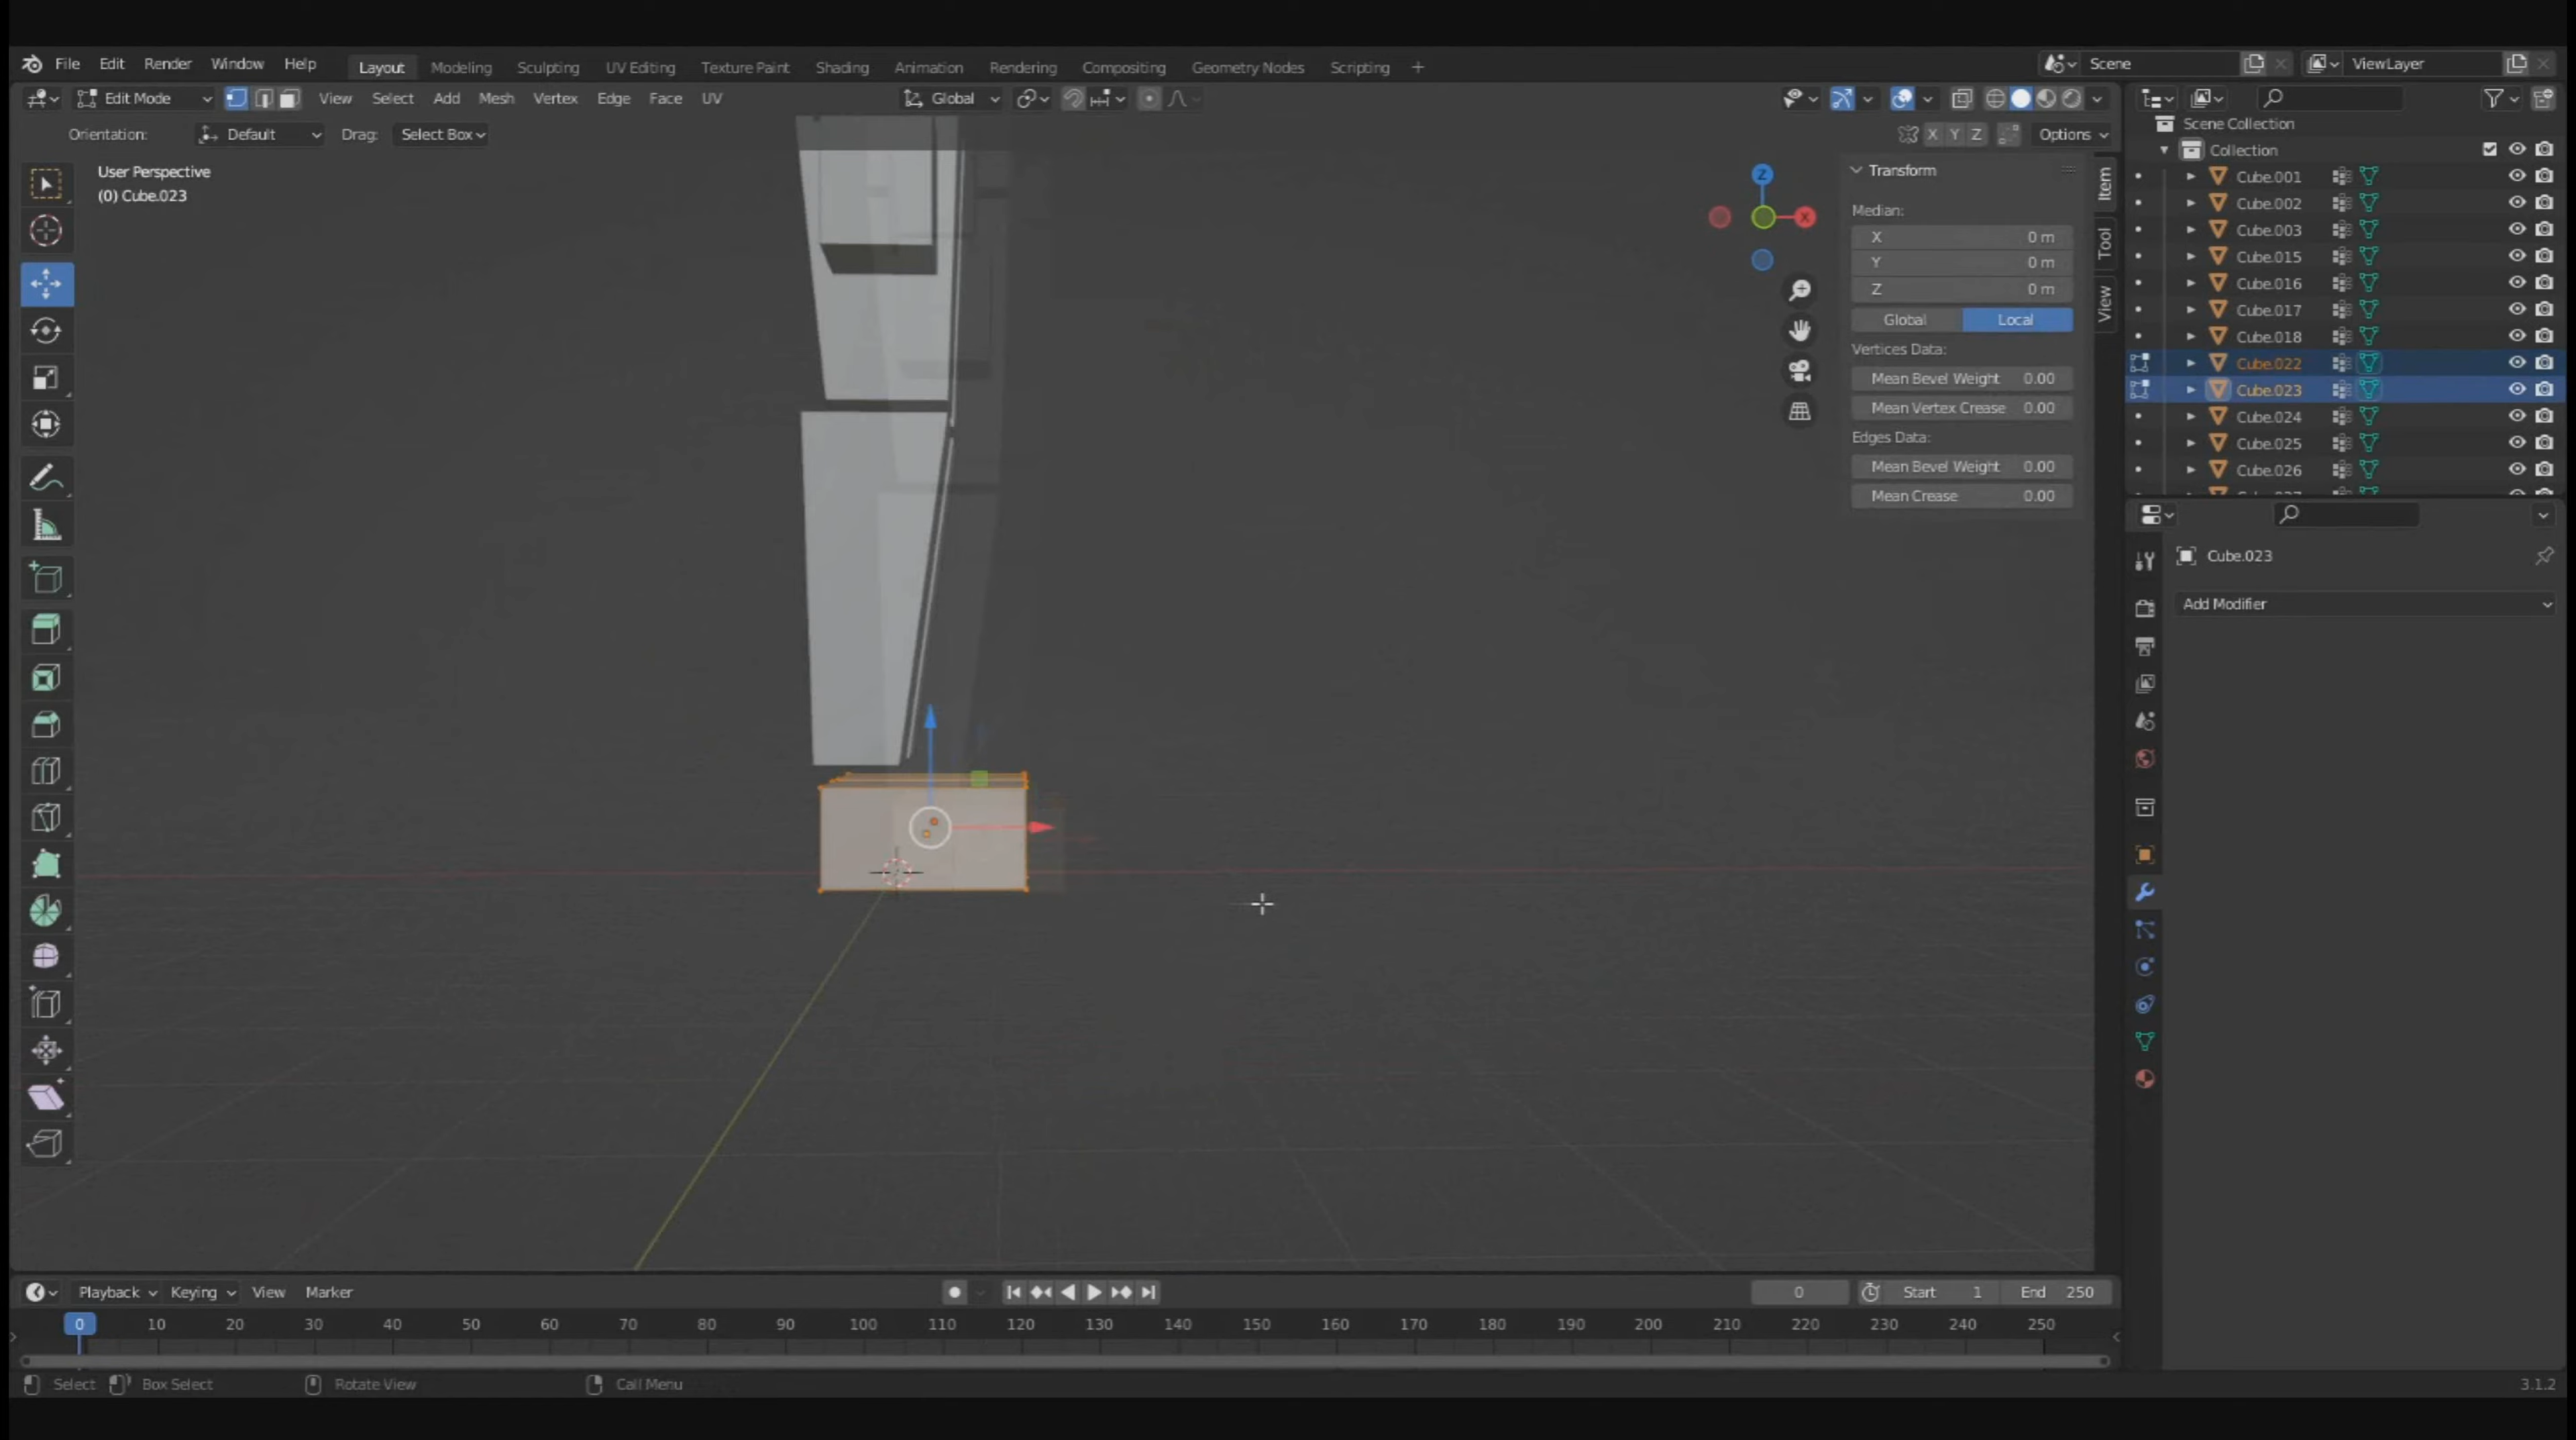 File Edit Render Window Help Layout Modeling Sculpting UV Editing Texture Paint Shading Animation Rendering Compositing Geometry Nodes Scripting + Scene ViewLayer
Edit Mode View Select Add Mesh Vertex Edge Face UV Global
Orientation: Default Drag: Select Box X Y Z Options
User Perspective
(0) Cube.023
Z
X
Transform
Median:
X 0 m
Y 0 m
Z 0 m
Global Local
Vertices Data:
Mean Bevel Weight 0.00
Mean Vertex Crease 0.00
Edges Data:
Mean Bevel Weight 0.00
Mean Crease 0.00
Item
Tool
View
Scene Collection
Collection
Cube.001
Cube.002
Cube.003
Cube.015
Cube.016
Cube.017
Cube.018
Cube.022
Cube.023
Cube.024
Cube.025
Cube.026
Cube.023
Add Modifier
Playback Keying View Marker 0 Start 1 End 250
0 10 20 30 40 50 60 70 80 90 100 110 120 130 140 150 160 170 180 190 200 210 220 230 240 250
Select Box Select Rotate View Call Menu 3.1.2